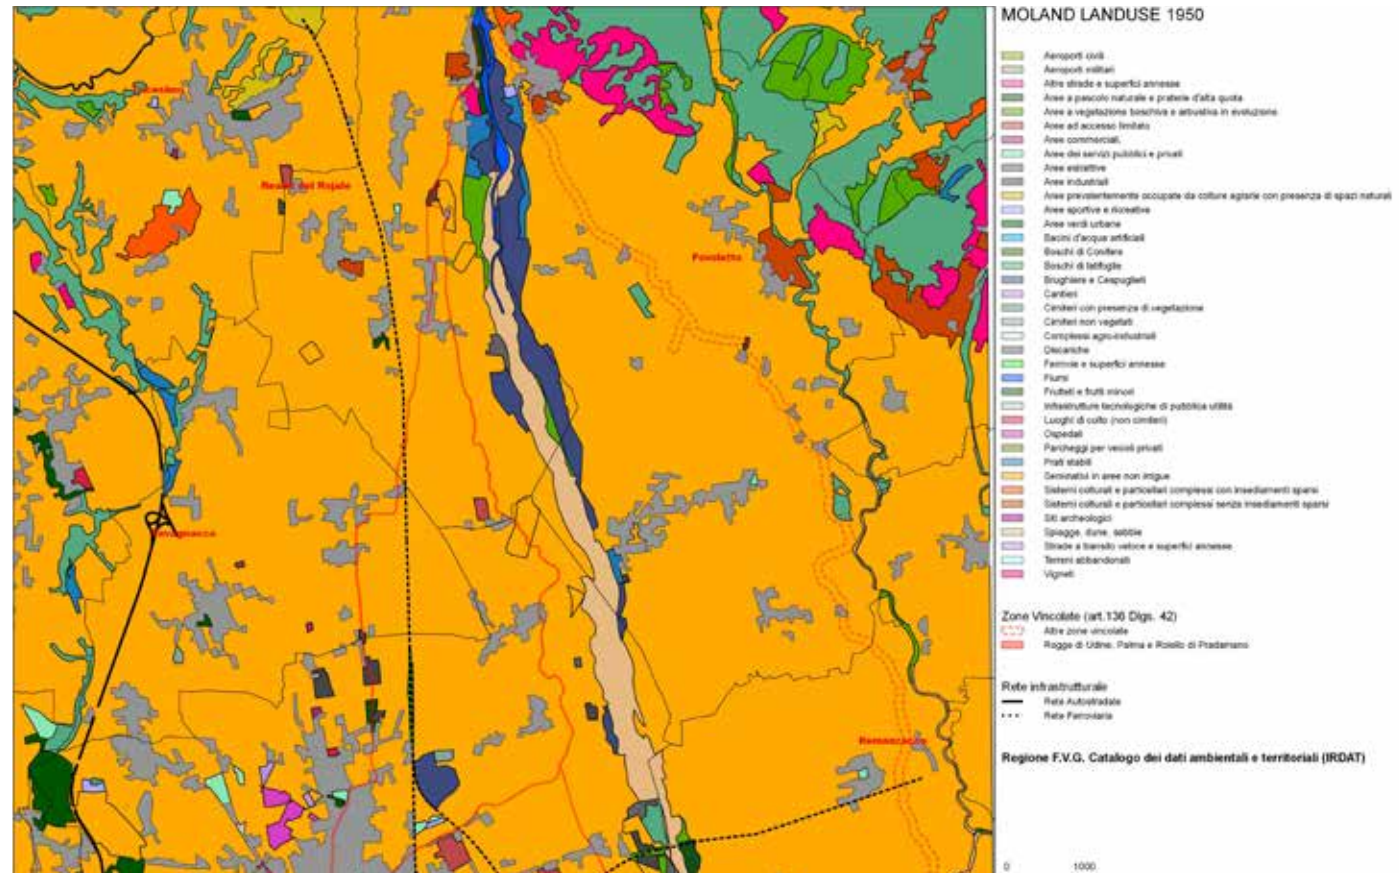 MOLAND LANDUSE 1950
Aeroporti civili
Aeroporti militari
Altre strade e superfici annesse
Aree a pascolo naturale e praterie d'alta quota
Aree a vegetazione boschiva e arbustiva in evoluzione
Aree ad accesso limitato
Aree commerciali,
Aree dei servizi pubblici e privati
Aree estrattive
Aree industriali
Aree prevalentemente occupate da colture agrarie con presenza di spazi naturali
Aree sportive e ricreative
Aree verdi urbane
Bacini d'acqua artificiali
Boschi di Conifere
Boschi di latifoglie
Brughiere e Cespuglieti
Cantieri
Cimiteri con presenza di vegetazione
Cimiteri non vegetati
Complessi agro-industriali
Discariche
Ferrovie e superfici annesse
Fiumi
Frutteti e frutti minori
Infrastrutture tecnologiche di pubblica utilità
Luoghi di culto (non cimiteri)
Ospedali
Parcheggi per veicoli privati
Prati stabili
Seminativi in aree non irrigue
Sistemi colturali e particellari complessi con insediamenti sparsi
Sistemi colturali e particellari complessi senza insediamenti sparsi
Siti archeologici
Spiagge, dune, sabbie
Strade a transito veloce e superfici annesse
Terreni abbandonati
Vigneti
Zone Vincolate (art.136 Dlgs. 42)
Altre zone vincolate
Rogge di Udine, Palma e Roiello di Pradamano
Rete infrastrutturale
Rete Autostradale
Rete Ferroviaria
Regione F.V.G. Catalogo dei dati ambientali e territoriali (IRDAT)
0 1000
Reana del Rojale
Povoletto
Tavagnacco
Remanzacco